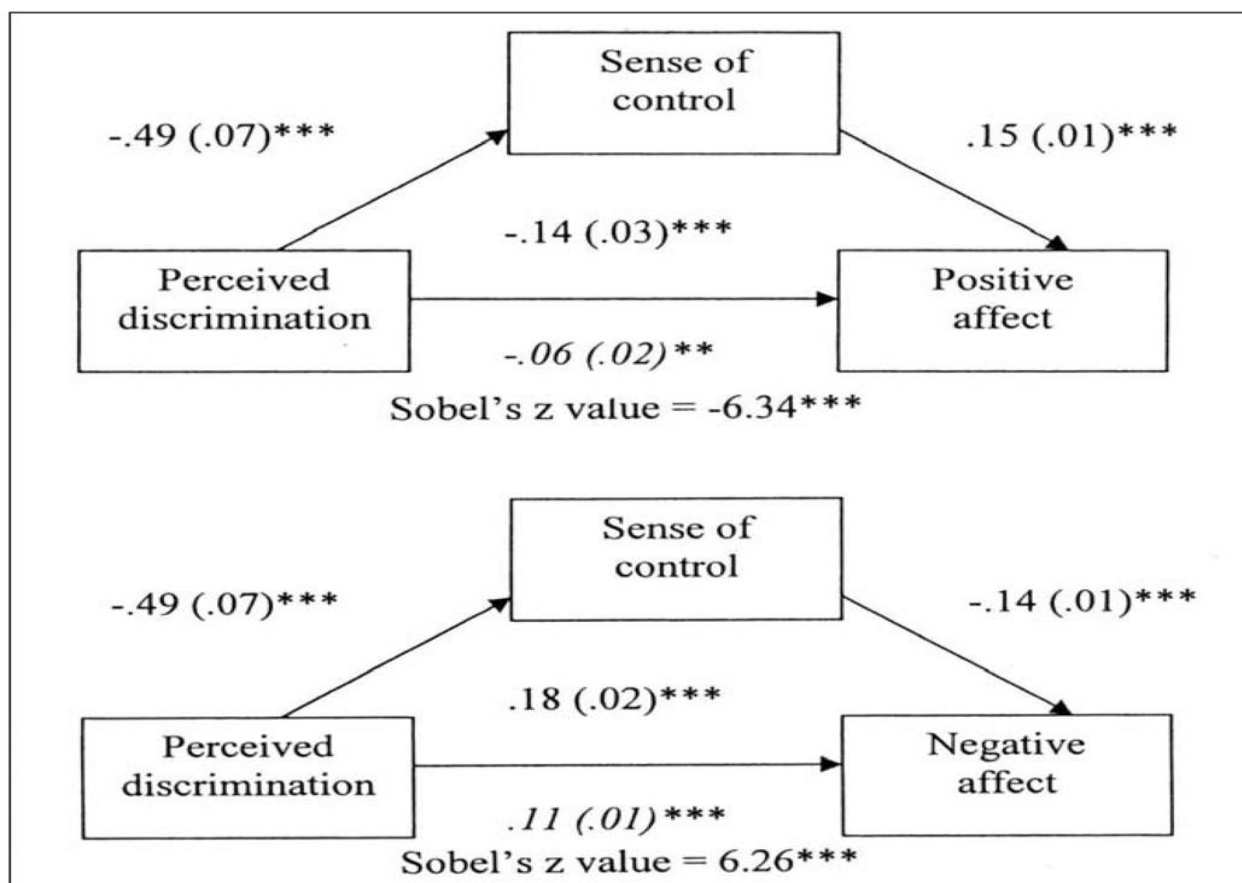 Sense of
control
-.49 (.07)***
.15 (.01)***
-.14 (.03)***
Perceived
discrimination
Positive
affect
-.06 (.02)**
Sobel's z value = -6.34***
Sense of
control
-.49 (.07)***
-.14 (.01)***
.18 (.02)***
Perceived
discrimination
Negative
affect
.11 (.01)***
Sobel's z value = 6.26***